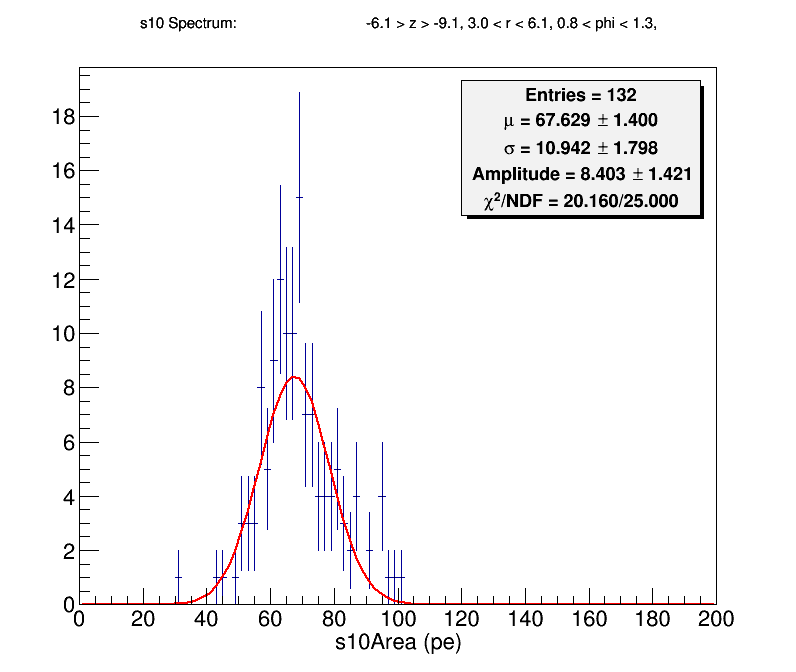 s10 Spectrum: -6.1 > z > -9.1, 3.0 < r < 6.1, 0.8 < phi < 1.3,
Entries = 132
μ = 67.629 ± 1.400
σ = 10.942 ± 1.798
Amplitude = 8.403 ± 1.421
χ²/NDF = 20.160/25.000
18
16
14
12
10
8
6
4
2
0
0 20 40 60 80 100 120 140 160 180 200
s10Area (pe)